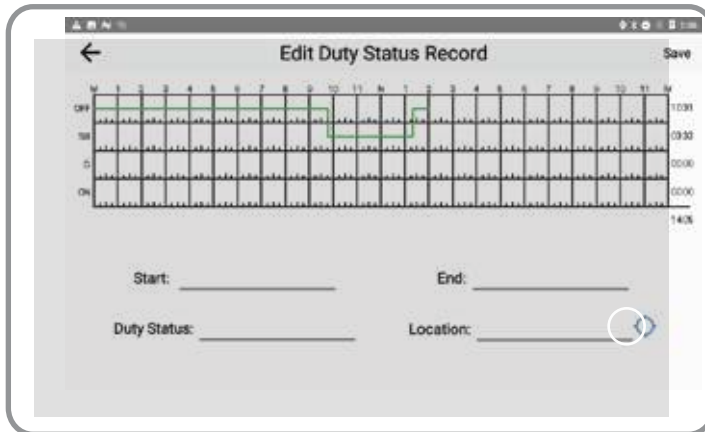 Edit Duty Status Record
Save
M 1 2 3 4 5 6 7 8 9 10 11 N 1 2 3 4 5 6 7 8 9 10 11 M
OFF 10:31
SB 03:33
D 00:00
ON 00:00
14:05
Start: End:
Duty Status: Location: